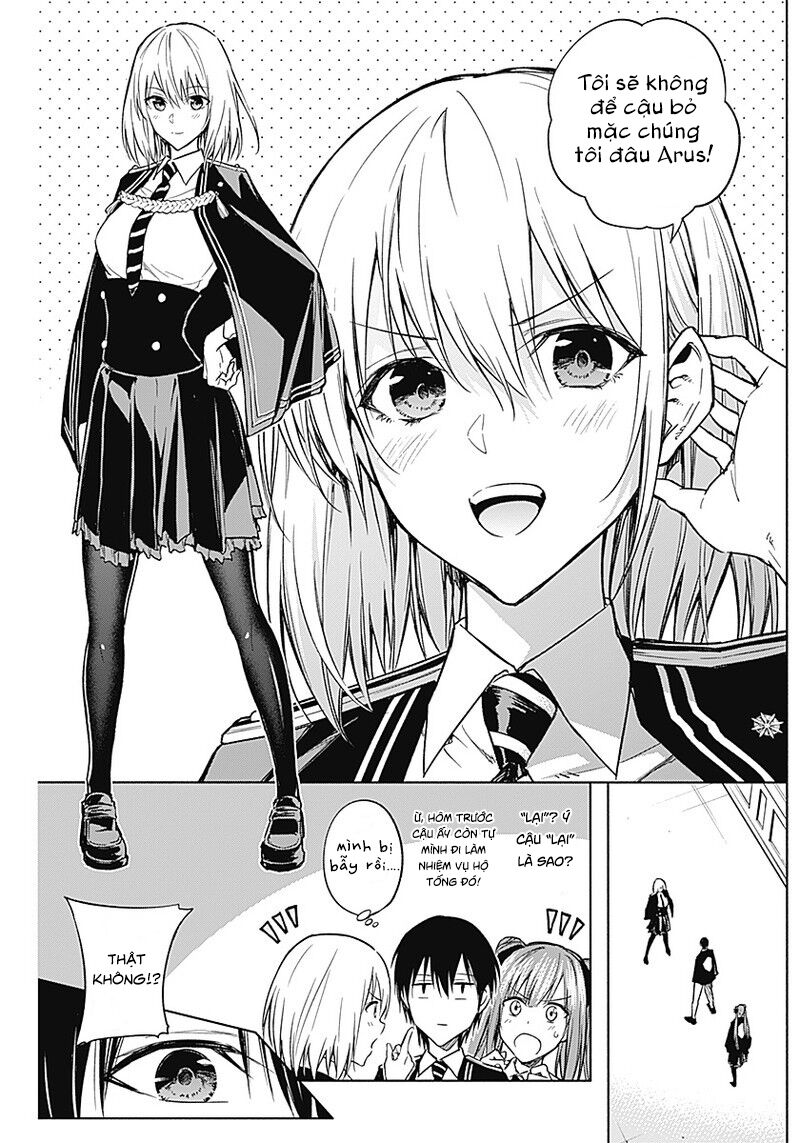 Tôi sẽ không
để cậu bỏ
mặc chúng
tôi đâu Arus!
"LẠI"? Ý
CẬU "LẠI"
LÀ SAO?
Ừ, HÔM TRƯỚC
CẬU ẤY CÒN TỰ
MÌNH ĐI LÀM
NHIỆM VỤ HỘ
TỐNG ĐÓ!
mình bị
bẫy rồi....
THẬT
KHÔNG!?